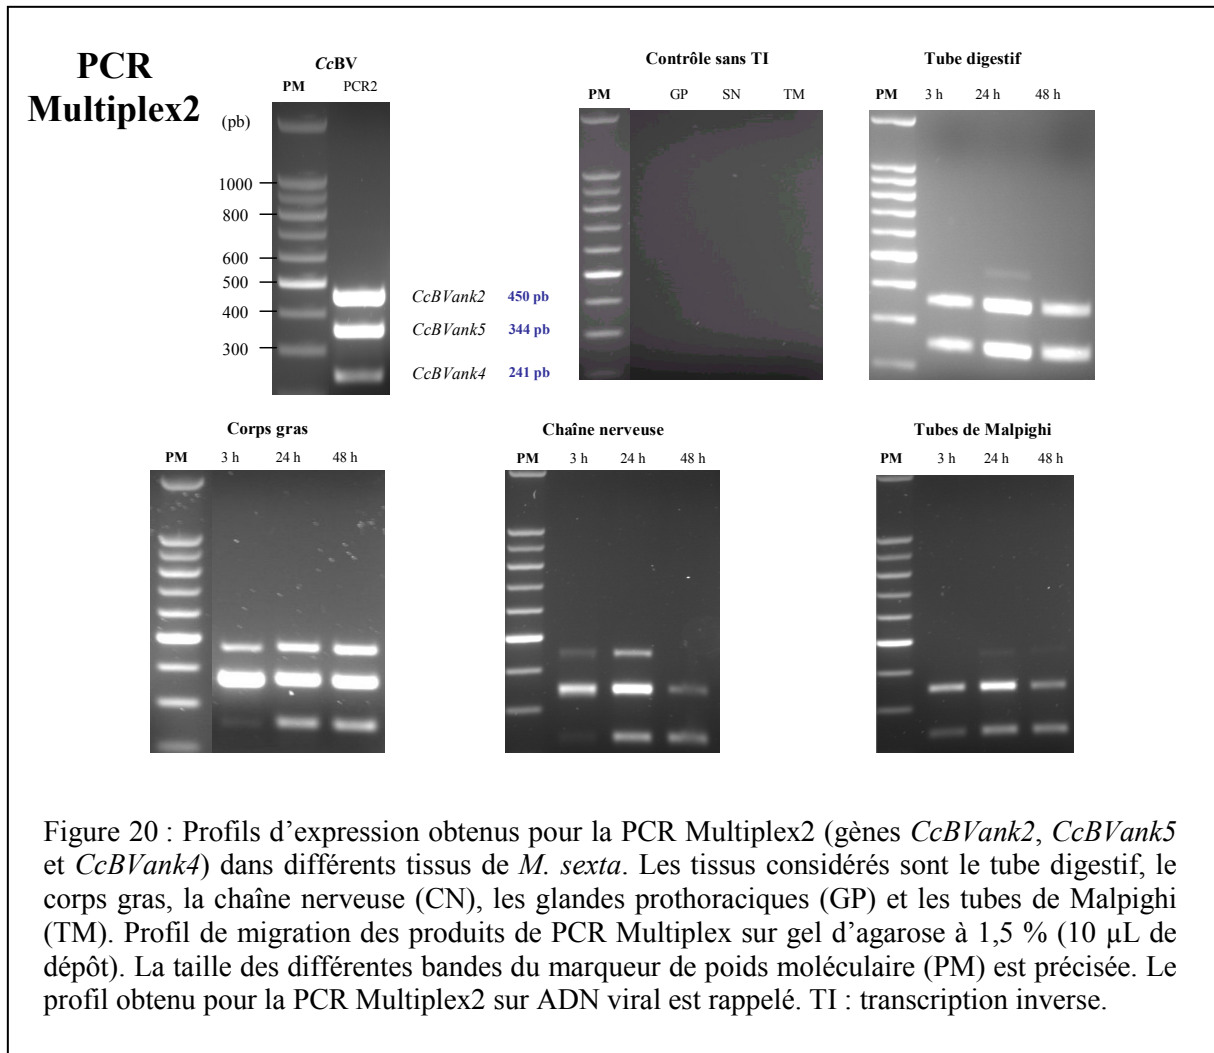 PCR
Multiplex2
CcBV
PM PCR2
(pb)
1000
800
600
500
400
300
CcBVank2 450 pb
CcBVank5 344 pb
CcBVank4 241 pb
Contrôle sans TI
PM GP SN TM
Tube digestif
PM 3 h 24 h 48 h
Corps gras
PM 3 h 24 h 48 h
Chaîne nerveuse
PM 3 h 24 h 48 h
Tubes de Malpighi
PM 3 h 24 h 48 h
Figure 20 : Profils d’expression obtenus pour la PCR Multiplex2 (gènes CcBVank2, CcBVank5
et CcBVank4) dans différents tissus de M. sexta. Les tissus considérés sont le tube digestif, le
corps gras, la chaîne nerveuse (CN), les glandes prothoraciques (GP) et les tubes de Malpighi
(TM). Profil de migration des produits de PCR Multiplex sur gel d’agarose à 1,5 % (10 µL de
dépôt). La taille des différentes bandes du marqueur de poids moléculaire (PM) est précisée. Le
profil obtenu pour la PCR Multiplex2 sur ADN viral est rappelé. TI : transcription inverse.